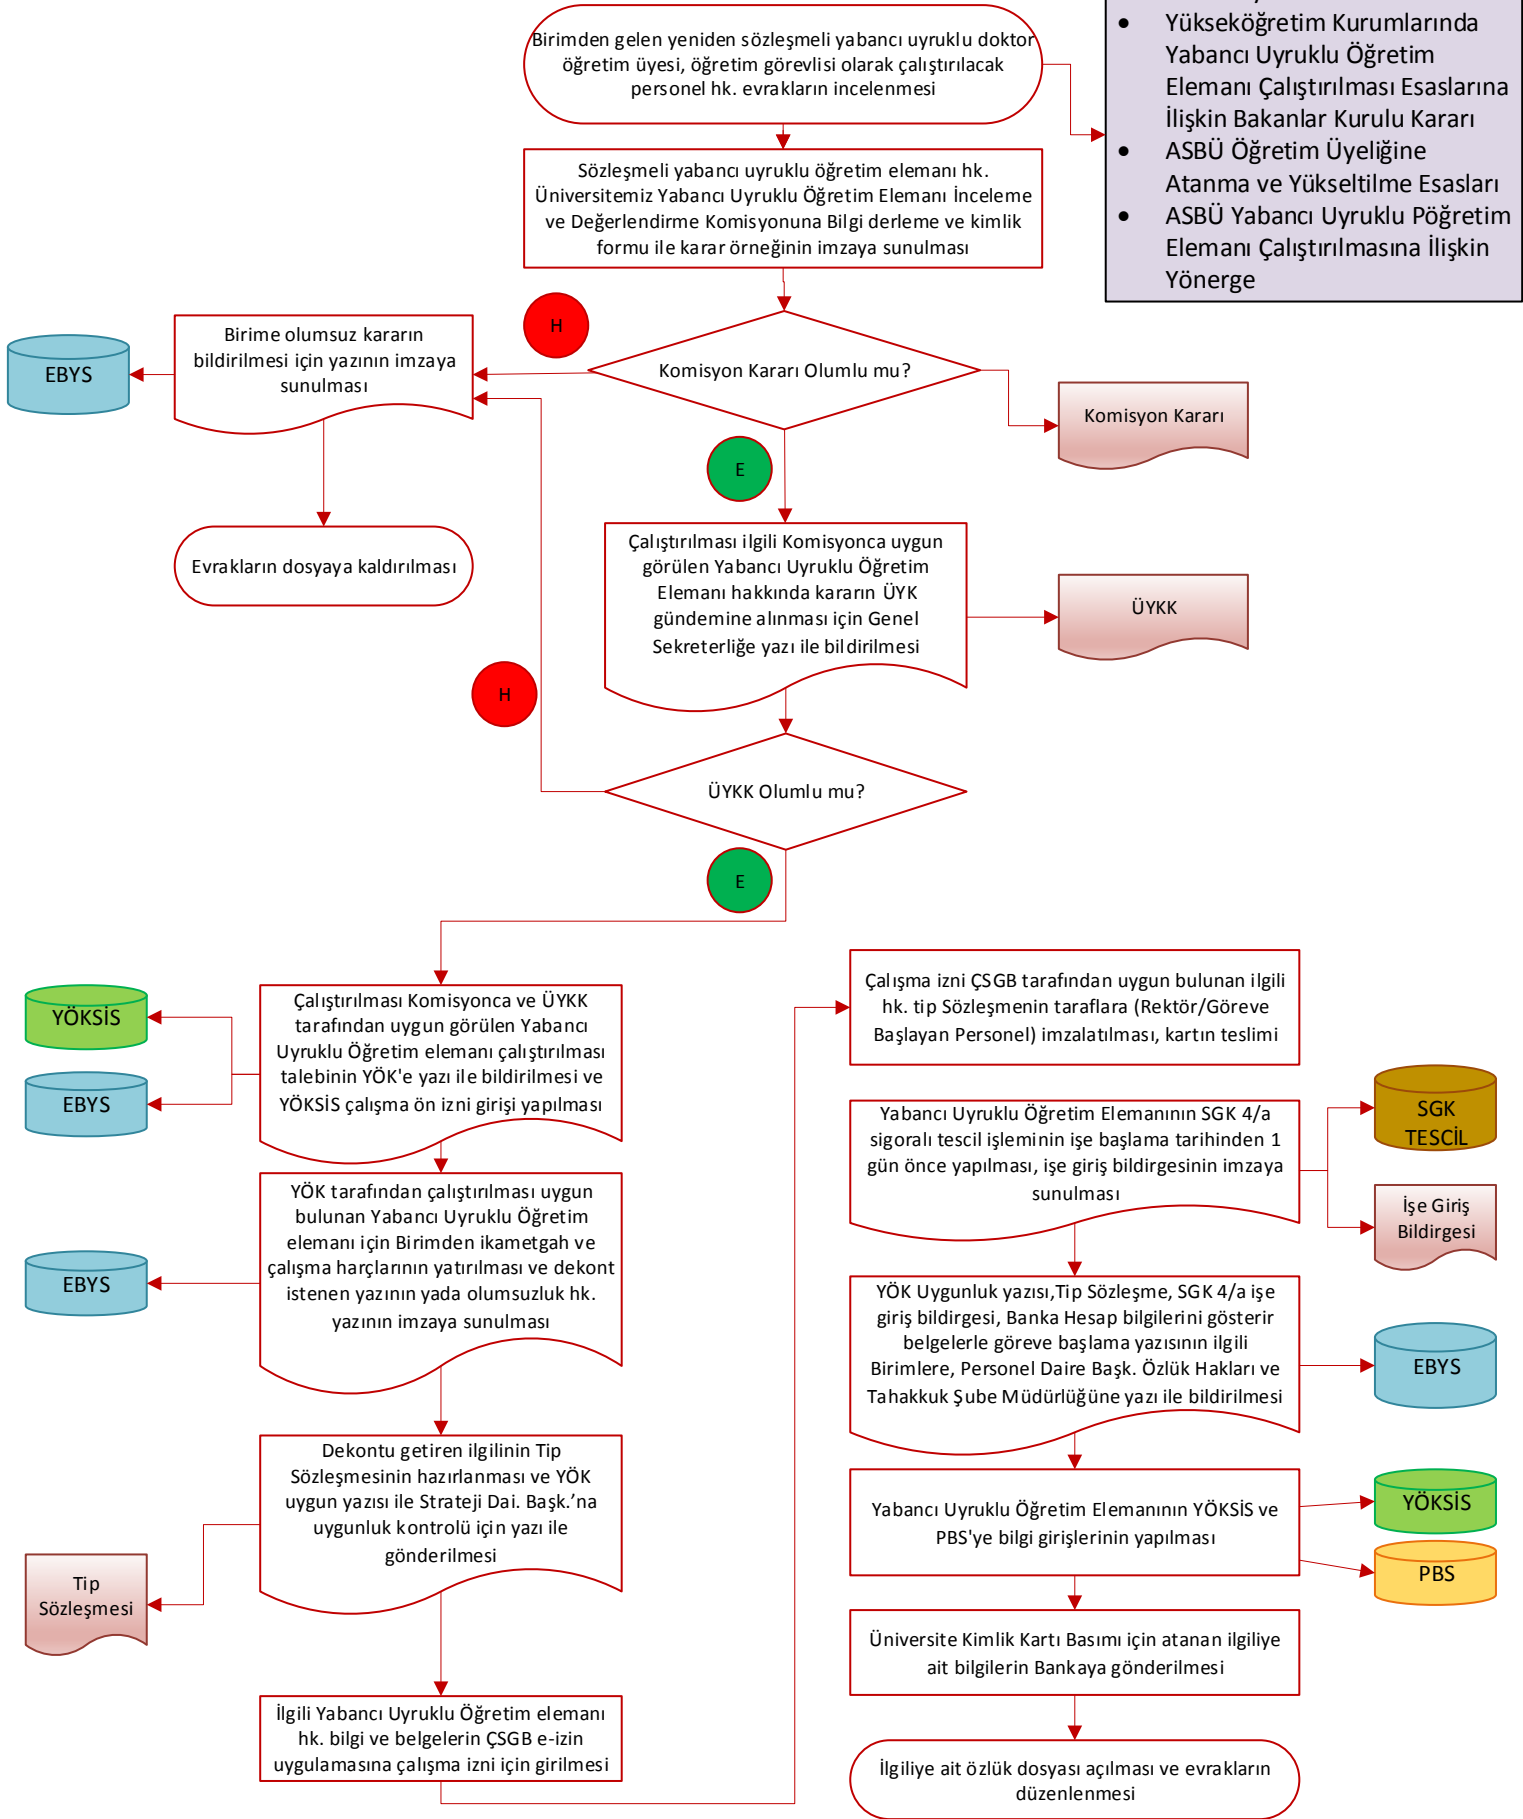 Birimden gelen yeniden sözleşmeli yabancı uyruklu doktor
öğretim üyesi, öğretim görevlisi olarak çalıştırılacak
personel hk. evrakların incelenmesi
• Yükseköğretim Kurumlarında
Yabancı Uyruklu Öğretim
Elemanı Çalıştırılması Esaslarına
İlişkin Bakanlar Kurulu Kararı
• ASBÜ Öğretim Üyeliğine
Atanma ve Yükseltilme Esasları
• ASBÜ Yabancı Uyruklu Pöğretim
Elemanı Çalıştırılmasına İlişkin
Yönerge
Sözleşmeli yabancı uyruklu öğretim elemanı hk.
Üniversitemiz Yabancı Uyruklu Öğretim Elemanı İnceleme
ve Değerlendirme Komisyonuna Bilgi derleme ve kimlik
formu ile karar örneğinin imzaya sunulması
H
Komisyon Kararı Olumlu mu?
Birime olumsuz kararın
bildirilmesi için yazının imzaya
sunulması
EBYS
Komisyon Kararı
E
Evrakların dosyaya kaldırılması
Çalıştırılması ilgili Komisyonca uygun
görülen Yabancı Uyruklu Öğretim
Elemanı hakkında kararın ÜYK
gündemine alınması için Genel
Sekreterliğe yazı ile bildirilmesi
ÜYKK
H
ÜYKK Olumlu mu?
E
Çalıştırılması Komisyonca ve ÜYKK
tarafından uygun görülen Yabancı
Uyruklu Öğretim elemanı çalıştırılması
talebinin YÖK'e yazı ile bildirilmesi ve
YÖKSİS çalışma ön izni girişi yapılması
YÖKSİS
EBYS
YÖK tarafından çalıştırılması uygun
bulunan Yabancı Uyruklu Öğretim
elemanı için Birimden ikametgah ve
çalışma harçlarının yatırılması ve dekont
istenen yazının yada olumsuzluk hk.
yazının imzaya sunulması
EBYS
Dekontu getiren ilgilinin Tip
Sözleşmesinin hazırlanması ve YÖK
uygun yazısı ile Strateji Dai. Başk.’na
uygunluk kontrolü için yazı ile
gönderilmesi
Tip
Sözleşmesi
İlgili Yabancı Uyruklu Öğretim elemanı
hk. bilgi ve belgelerin ÇSGB e-izin
uygulamasına çalışma izni için girilmesi
Çalışma izni ÇSGB tarafından uygun bulunan ilgili
hk. tip Sözleşmenin taraflara (Rektör/Göreve
Başlayan Personel) imzalatılması, kartın teslimi
Yabancı Uyruklu Öğretim Elemanının SGK 4/a
sigoralı tescil işleminin işe başlama tarihinden 1
gün önce yapılması, işe giriş bildirgesinin imzaya
sunulması
SGK
TESCİL
İşe Giriş
Bildirgesi
YÖK Uygunluk yazısı,Tip Sözleşme, SGK 4/a işe
giriş bildirgesi, Banka Hesap bilgilerini gösterir
belgelerle göreve başlama yazısının ilgili
Birimlere, Personel Daire Başk. Özlük Hakları ve
Tahakkuk Şube Müdürlüğüne yazı ile bildirilmesi
EBYS
Yabancı Uyruklu Öğretim Elemanının YÖKSİS ve
PBS'ye bilgi girişlerinin yapılması
YÖKSİS
PBS
Üniversite Kimlik Kartı Basımı için atanan ilgiliye
ait bilgilerin Bankaya gönderilmesi
İlgiliye ait özlük dosyası açılması ve evrakların
düzenlenmesi